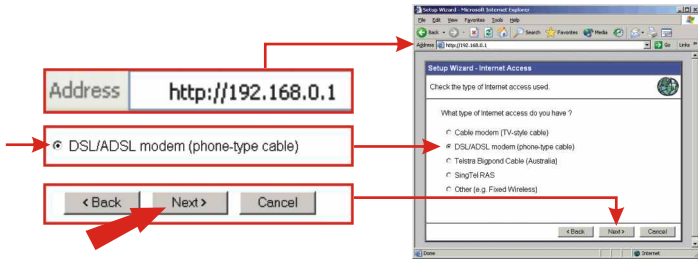 Address http://192.168.0.1
DSL/ADSL modem (phone-type cable)
< Back Next > Cancel
Setup Wizard - Microsoft Internet Explorer
File Edit View Favorites Tools Help
Back Search Favorites Media
Address http://192.168.0.1 Go Links »
Setup Wizard - Internet Access
Check the type of Internet access used.
What type of Internet access do you have ?
Cable modem (TV-style cable)
DSL/ADSL modem (phone-type cable)
Telstra Bigpond Cable (Australia)
SingTel RAS
Other (e.g. Fixed Wireless)
< Back Next > Cancel
Done Internet